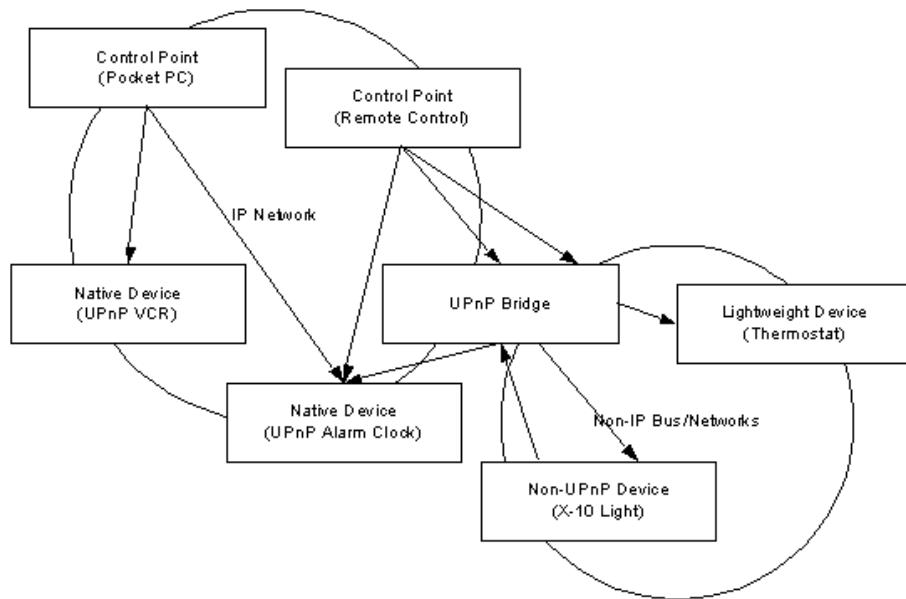 Control Point
(Pocket PC)
Control Point
(Remote Control)
IP Network
Native Device
(UPnP VCR)
UPnP Bridge
Lightweight Device
(Thermostat)
Native Device
(UPnP Alarm Clock)
Non-IP Bus/Networks
Non-UPnP Device
(X-10 Light)